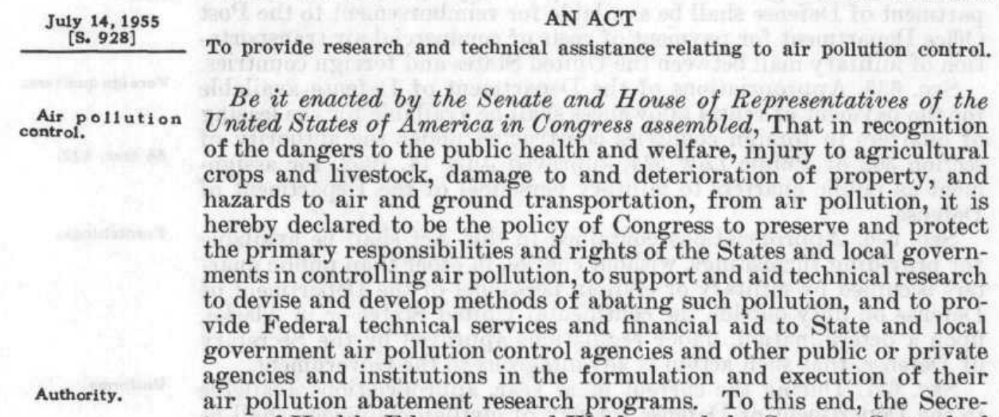 July 14, 1955
[S. 928]
AN ACT
To provide research and technical assistance relating to air pollution control.
Air pollution
control.
Be it enacted by the Senate and House of Representatives of the
United States of America in Congress assembled, That in recognition
of the dangers to the public health and welfare, injury to agricultural
crops and livestock, damage to and deterioration of property, and
hazards to air and ground transportation, from air pollution, it is
hereby declared to be the policy of Congress to preserve and protect
the primary responsibilities and rights of the States and local govern-
ments in controlling air pollution, to support and aid technical research
to devise and develop methods of abating such pollution, and to pro-
vide Federal technical services and financial aid to State and local
government air pollution control agencies and other public or private
agencies and institutions in the formulation and execution of their
Authority.
air pollution abatement research programs. To this end, the Secre-